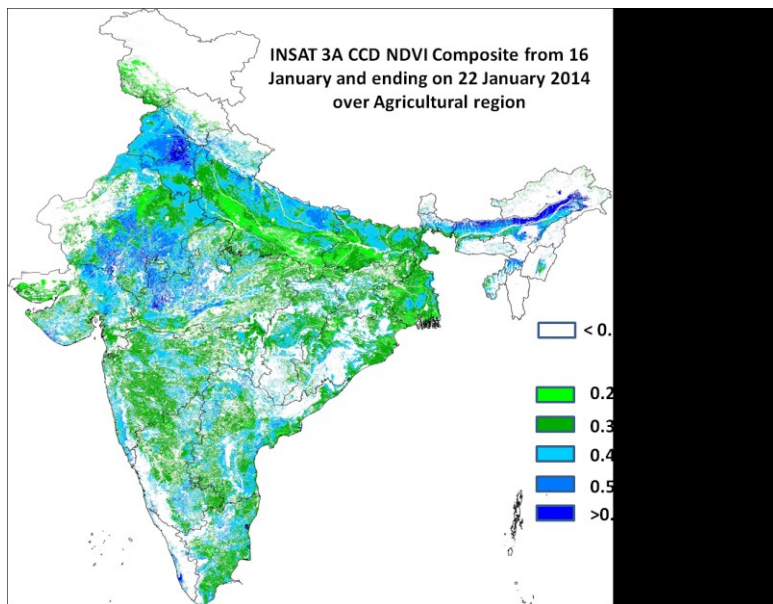 INSAT 3A CCD NDVI Composite from 16
January and ending on 22 January 2014
over Agricultural region
< 0.
0.2
0.3
0.4
0.5
>0.